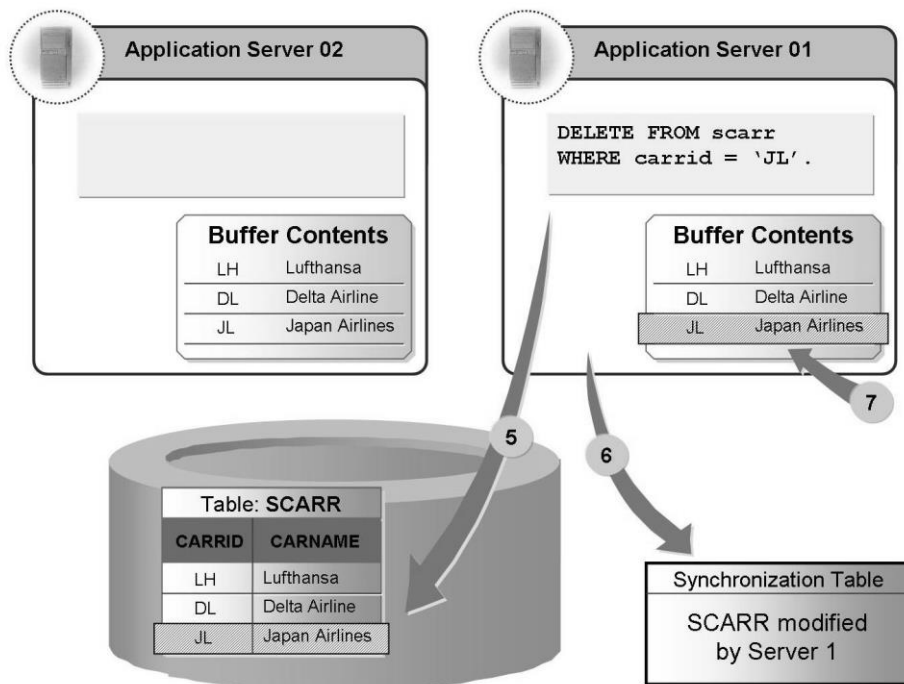 Application Server 02
Buffer Contents
LH Lufthansa
DL Delta Airline
JL Japan Airlines
Application Server 01
DELETE FROM scarr
WHERE carrid = ‘JL’.
Buffer Contents
LH Lufthansa
DL Delta Airline
JL Japan Airlines
7
5
6
Table: SCARR
CARRID CARNAME
LH Lufthansa
DL Delta Airline
JL Japan Airlines
Synchronization Table
SCARR modified
by Server 1